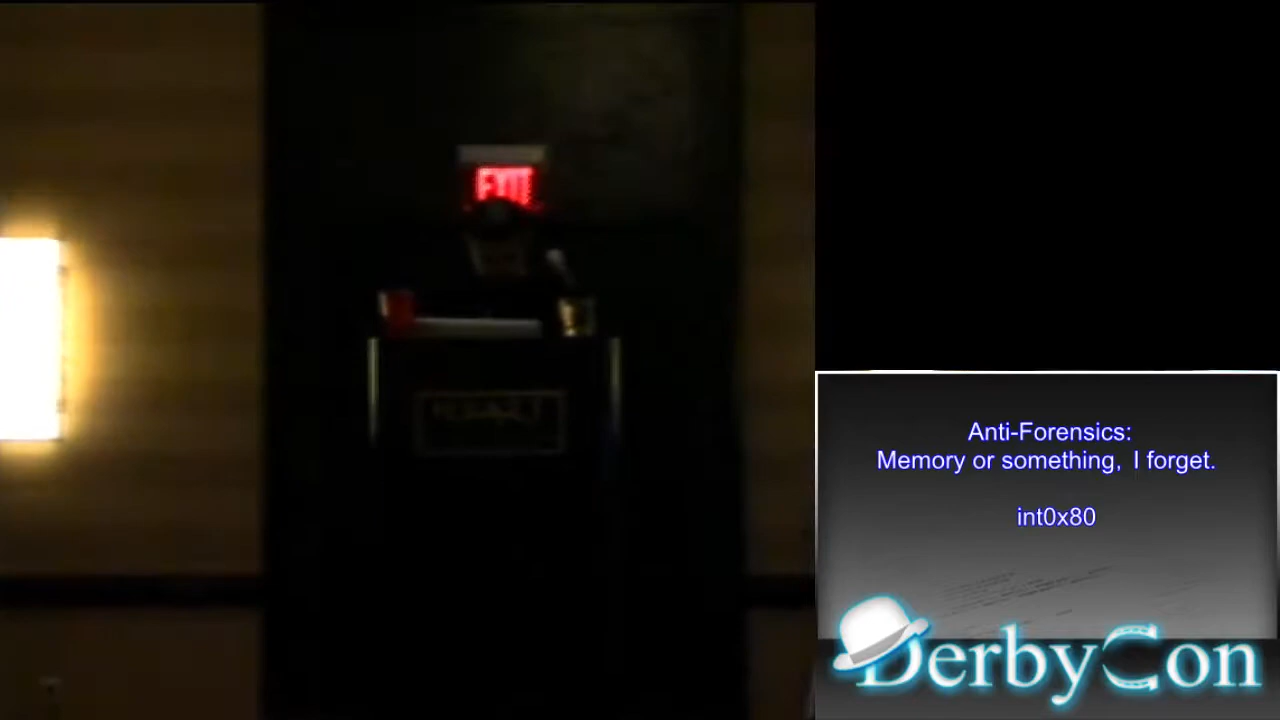 EXIT
Anti-Forensics:
Memory or something, I forget.
int0x80
DerbyCon